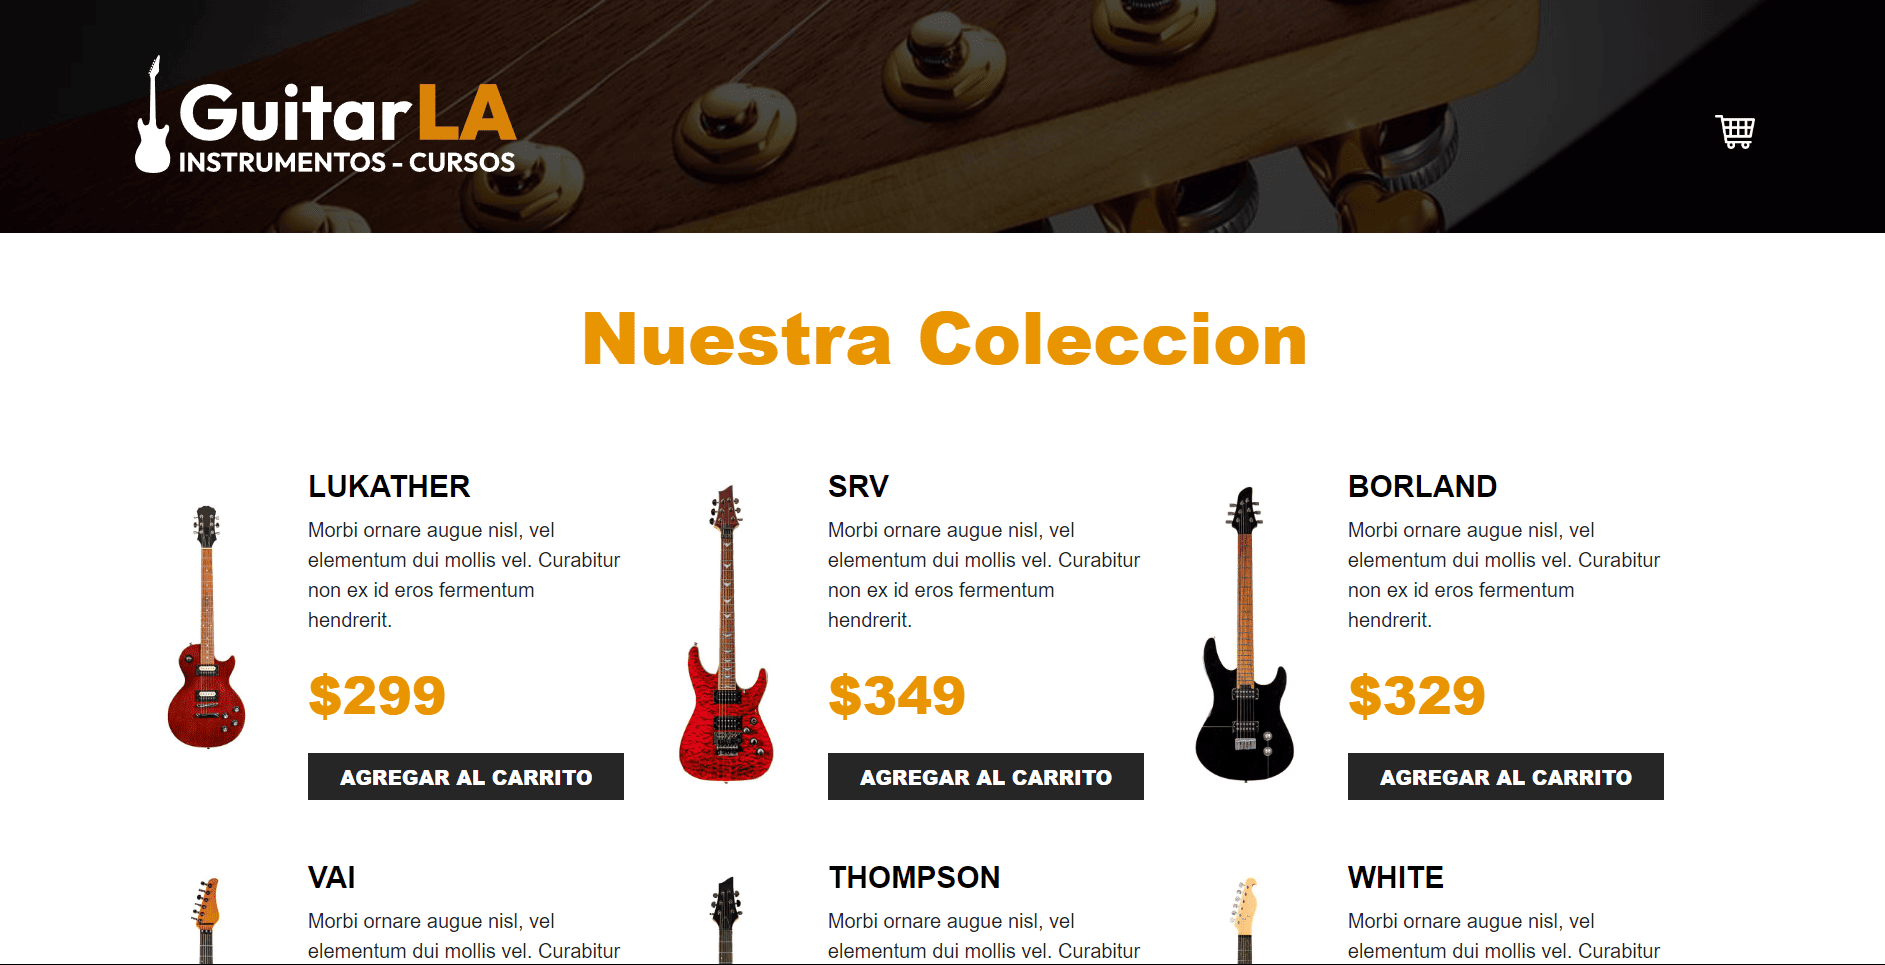 GuitarLA
INSTRUMENTOS - CURSOS
Nuestra Coleccion
LUKATHER
Morbi ornare augue nisl, vel
elementum dui mollis vel. Curabitur
non ex id eros fermentum
hendrerit.
$299
AGREGAR AL CARRITO
SRV
Morbi ornare augue nisl, vel
elementum dui mollis vel. Curabitur
non ex id eros fermentum
hendrerit.
$349
AGREGAR AL CARRITO
BORLAND
Morbi ornare augue nisl, vel
elementum dui mollis vel. Curabitur
non ex id eros fermentum
hendrerit.
$329
AGREGAR AL CARRITO
VAI
Morbi ornare augue nisl, vel
elementum dui mollis vel. Curabitur
THOMPSON
Morbi ornare augue nisl, vel
elementum dui mollis vel. Curabitur
WHITE
Morbi ornare augue nisl, vel
elementum dui mollis vel. Curabitur